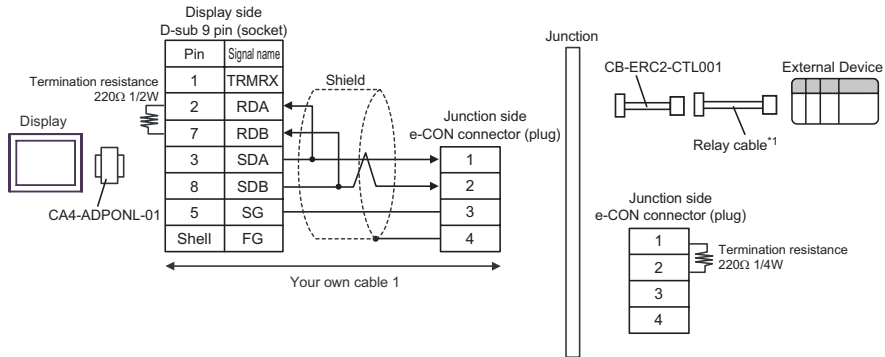 Display side
D-sub 9 pin (socket)
Pin Signal name
1 TRMRX
2 RDA
7 RDB
3 SDA
8 SDB
5 SG
Shell FG
Termination resistance
220Ω 1/2W
Display
CA4-ADPONL-01
Shield
Junction side
e-CON connector (plug)
1
2
3
4
Your own cable 1
Junction
CB-ERC2-CTL001
External Device
Relay cable*1
Junction side
e-CON connector (plug)
1
2
3
4
Termination resistance
220Ω 1/4W